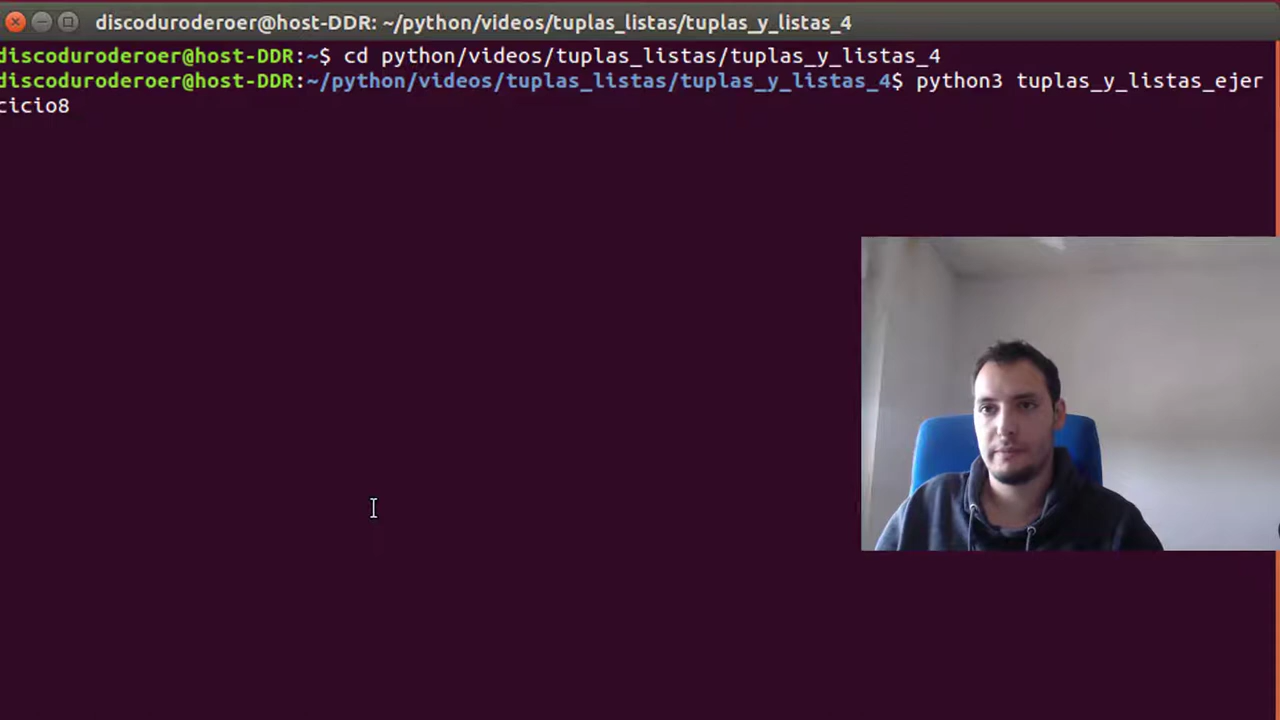 discoduroderoer@host-DDR: ~/python/videos/tuplas_listas/tuplas_y_listas_4
discoduroderoer@host-DDR:~$ cd python/videos/tuplas_listas/tuplas_y_listas_4
discoduroderoer@host-DDR:~/python/videos/tuplas_listas/tuplas_y_listas_4$ python3 tuplas_y_listas_ejer
cicio8